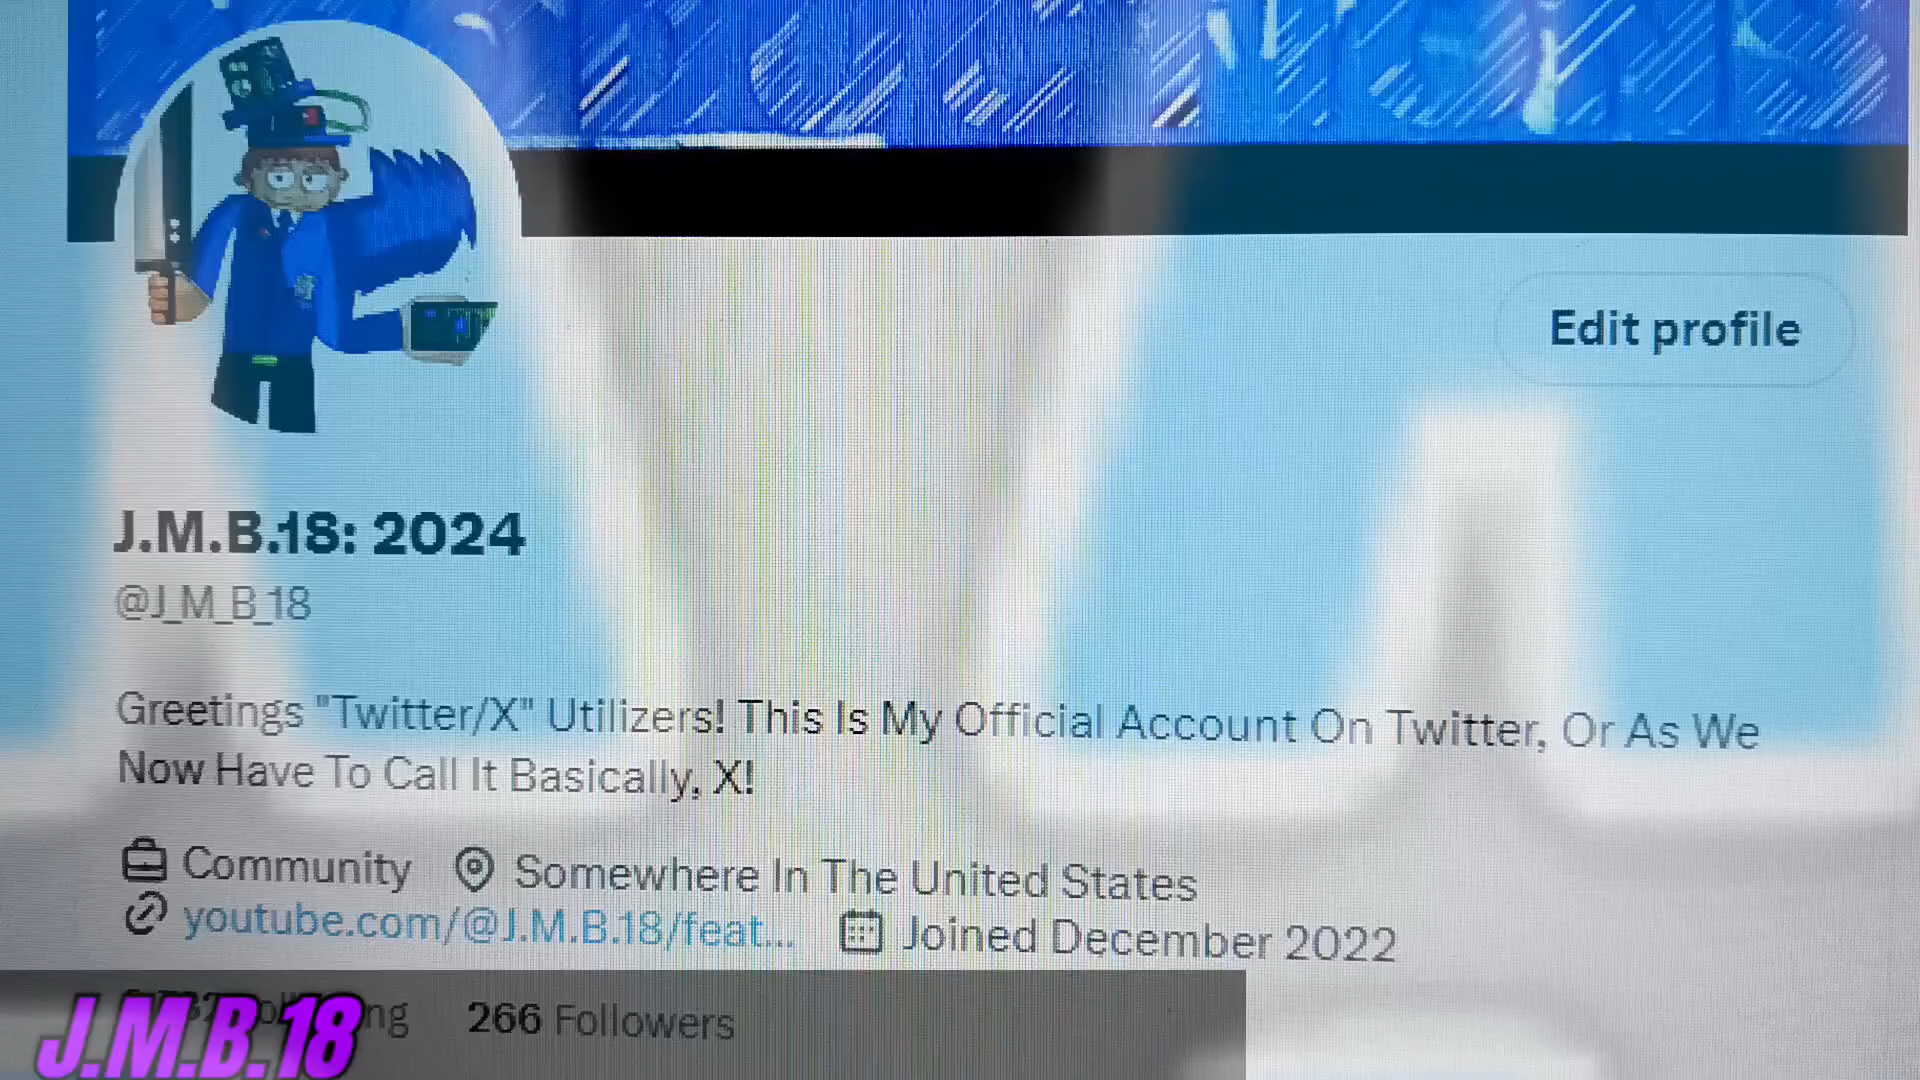 Edit profile
J.M.B.18: 2024
@J_M_B_18
Greetings "Twitter/X" Utilizers! This Is My Official Account On Twitter, Or As We
Now Have To Call It Basically, X!
Community Somewhere In The United States
youtube.com/@J.M.B.18/feat... Joined December 2022
266 Followers
J.M.B.18